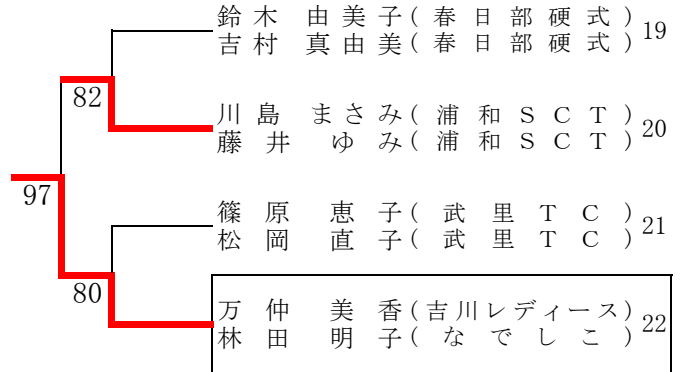 鈴木 由美子(春日部硬式)
吉村 真由美(春日部硬式) 19
82
川島 まさみ(浦和SCT)
藤井 ゆみ(浦和SCT) 20
97
篠原 恵子(武里TC)
松岡 直子(武里TC) 21
80
万仲 美香(吉川レディース)
林田 明子(なでしこ) 22